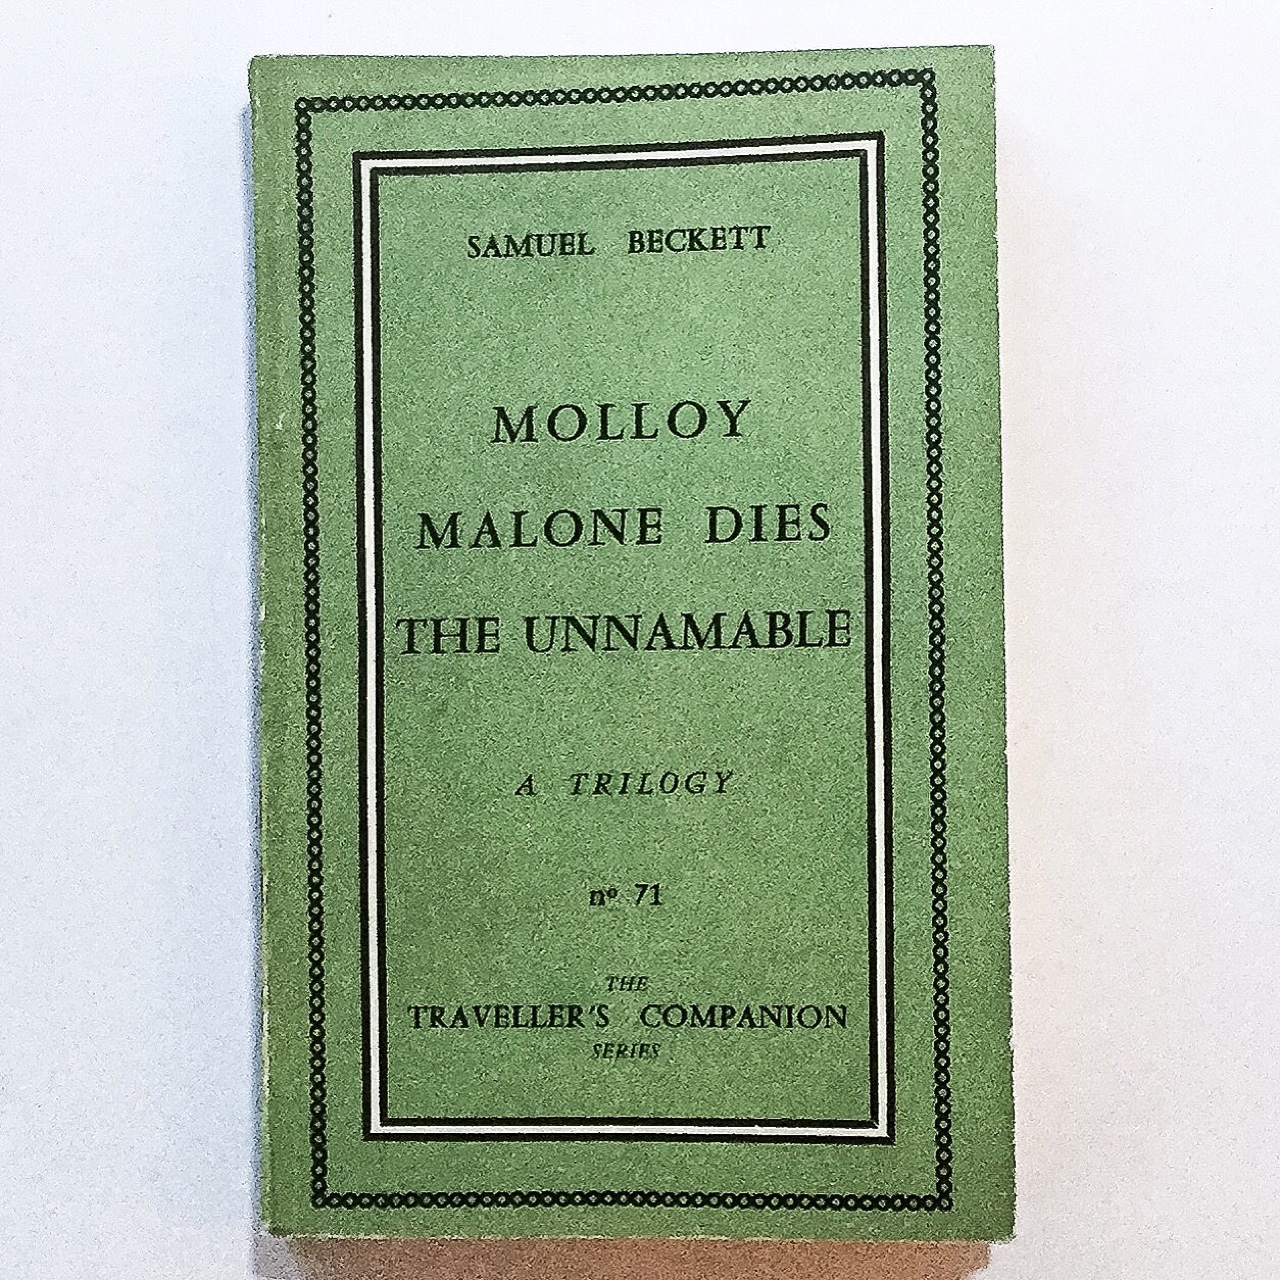 SAMUEL BECKETT
MOLLOY
MALONE DIES
THE UNNAMABLE
A TRILOGY
nº 71
THE
TRAVELLER'S COMPANION
SERIES